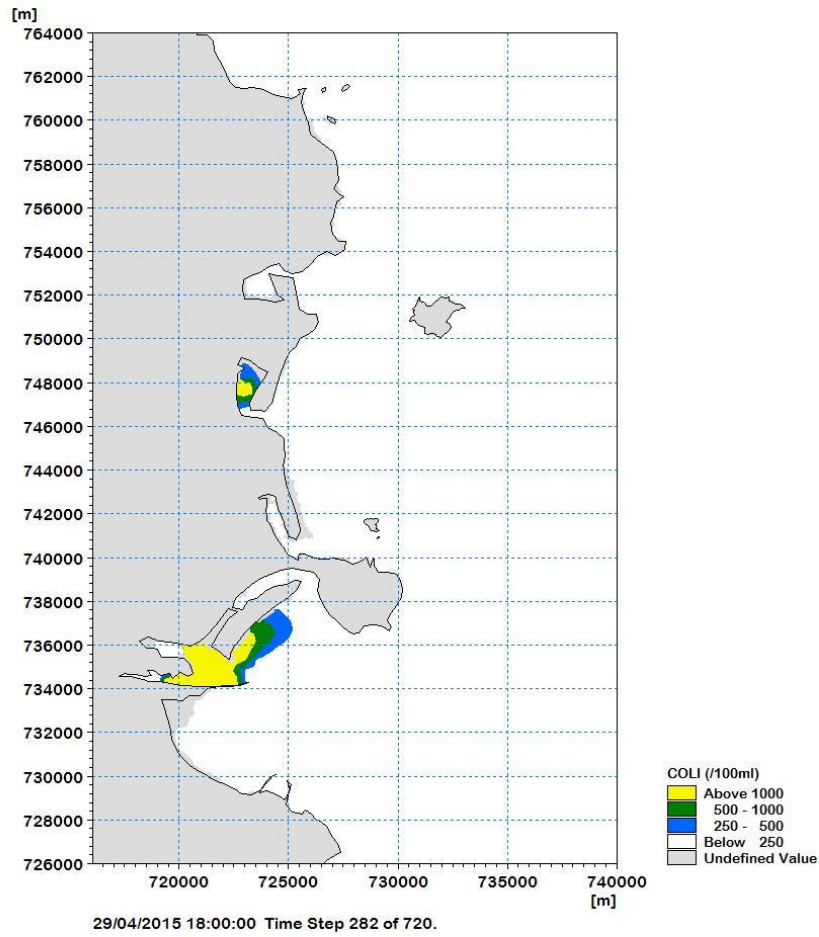 [m]
764000
762000
760000
758000
756000
754000
752000
750000
748000
746000
744000
742000
740000
738000
736000
734000
732000
730000
728000
726000
720000 725000 730000 735000 740000
[m]
COLI (/100ml)
Above 1000
500 - 1000
250 - 500
Below 250
Undefined Value
29/04/2015 18:00:00 Time Step 282 of 720.